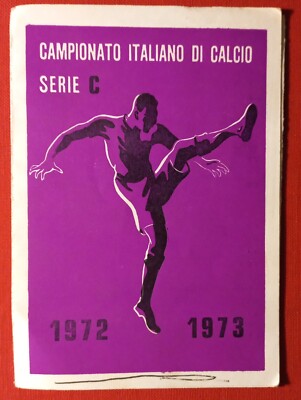 CAMPIONATO ITALIANO DI CALCIO
SERIE C
1972 1973